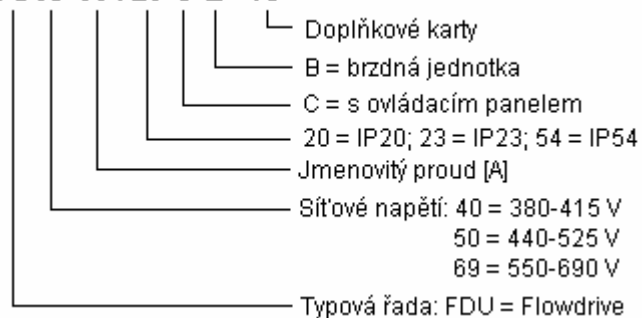 Doplňkové karty
B = brzdná jednotka
C = s ovládacím panelem
20 = IP20; 23 = IP23; 54 = IP54
Jmenovitý proud [A]
Síťové napětí: 40 = 380-415 V
50 = 440-525 V
69 = 550-690 V
Typová řada: FDU = Flowdrive